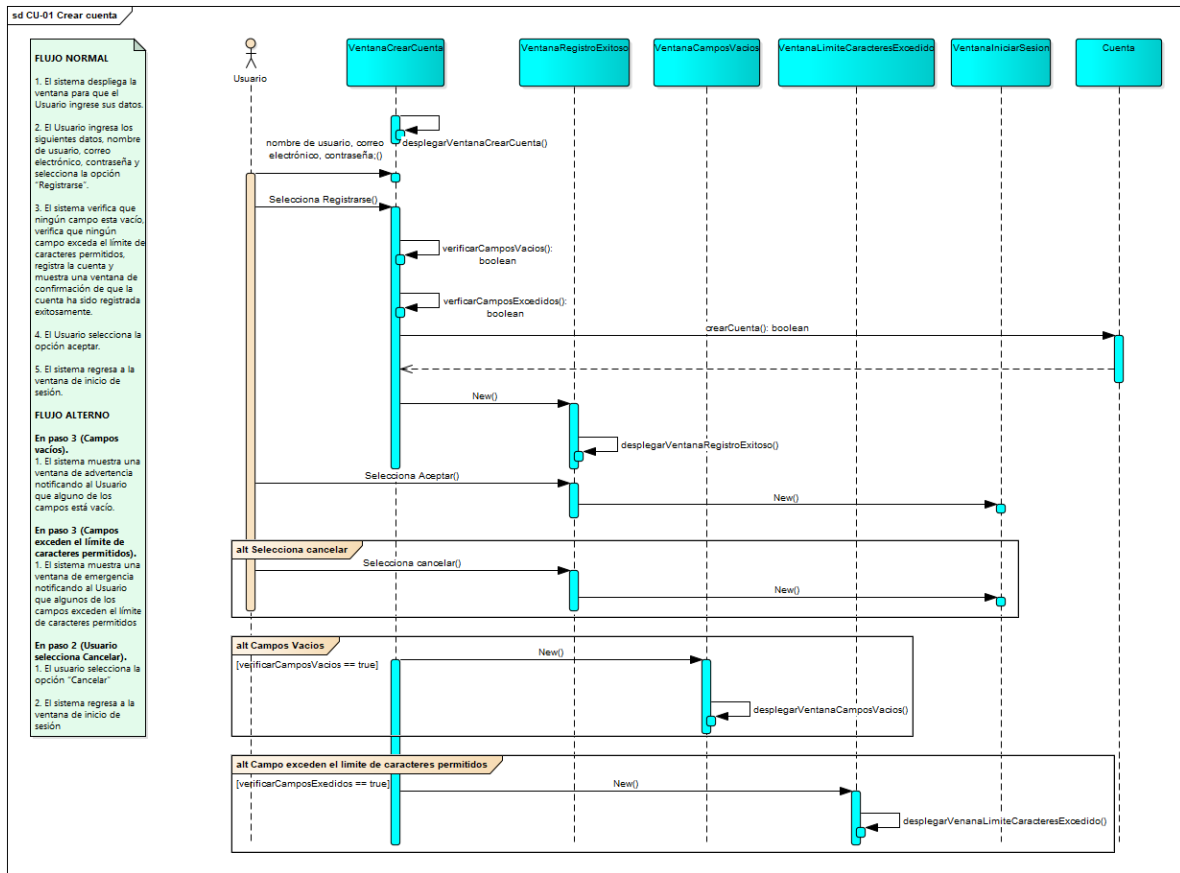 sd CU-01 Crear cuenta
FLUJO NORMAL
1. El sistema despliega la
ventana para que el
Usuario ingrese sus datos.
2. El Usuario ingresa los
siguientes datos, nombre
de usuario, correo
electrónico, contraseña y
selecciona la opción
“Registrarse”.
3. El sistema verifica que
ningún campo esta vacío,
verifica que ningún
campo exceda el límite de
caracteres permitidos,
registra la cuenta y
muestra una ventana de
confirmación de que la
cuenta ha sido registrada
exitosamente.
4. El Usuario selecciona la
opción aceptar.
5. El sistema regresa a la
ventana de inicio de
sesión.
FLUJO ALTERNO
En paso 3 (Campos
vacíos).
1. El sistema muestra una
ventana de advertencia
notificando al Usuario
que alguno de los
campos está vacío.
En paso 3 (Campos
exceden el límite de
caracteres permitidos).
1. El sistema muestra una
ventana de emergencia
notificando al Usuario
que algunos de los
campos exceden el límite
de caracteres permitidos
En paso 2 (Usuario
selecciona Cancelar).
1. El usuario selecciona la
opción “Cancelar”
2. El sistema regresa a la
ventana de inicio de
sesión
Usuario
VentanaCrearCuenta
VentanaRegistroExitoso
VentanaCamposVacios
VentanaLimiteCaracteresExcedido
VentanaIniciarSesion
Cuenta
desplegarVentanaCrearCuenta()
nombre de usuario, correo
electrónico, contraseña;()
Selecciona Registrarse()
verificarCamposVacios():
boolean
verficarCamposExcedidos():
boolean
crearCuenta(): boolean
New()
desplegarVentanaRegistroExitoso()
Selecciona Aceptar()
New()
alt Selecciona cancelar
Selecciona cancelar()
New()
alt Campos Vacios
[verificarCamposVacios == true]
New()
desplegarVentanaCamposVacios()
alt Campo exceden el limite de caracteres permitidos
[verificarCamposExedidos == true]
New()
desplegarVenanaLimiteCaracteresExcedido()